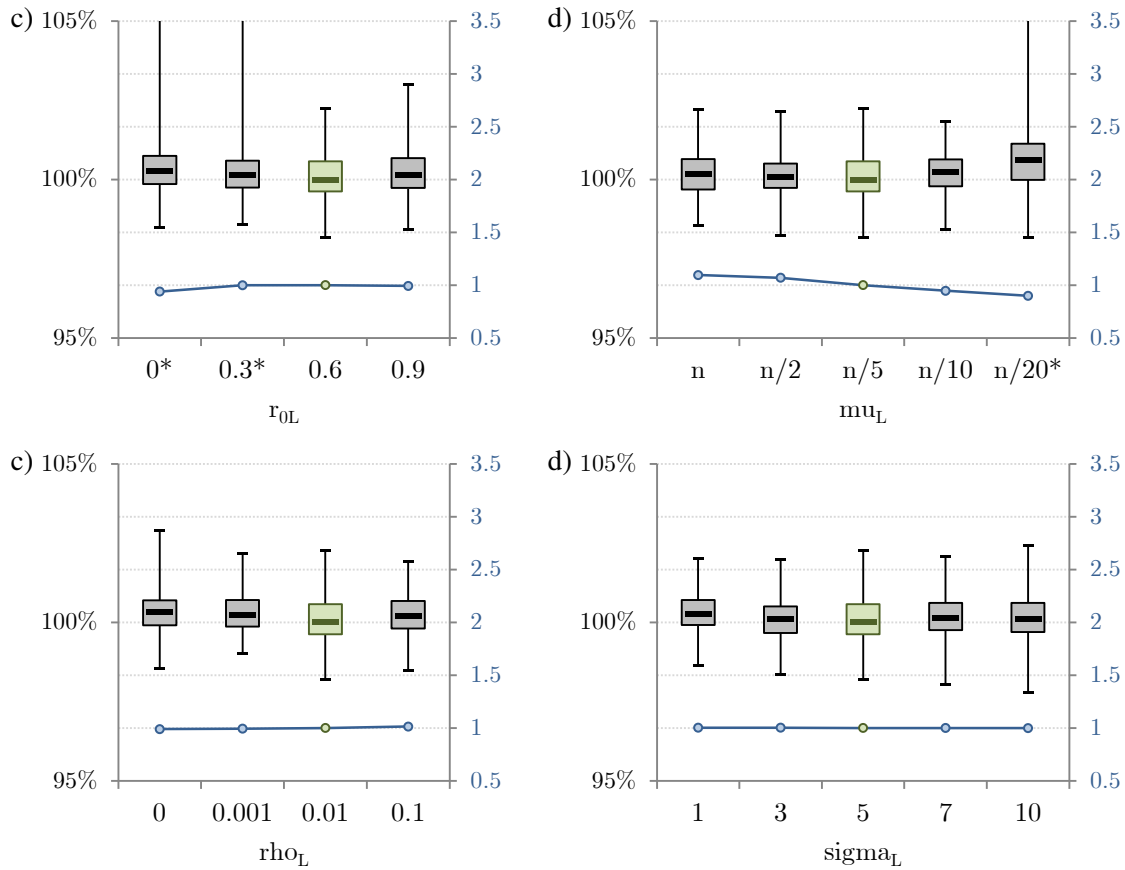 c) 105% 3.5 d) 105% 3.5
3 3
2.5 2.5
100% 2 100% 2
1.5 1.5
1 1
95% 0.5 95% 0.5
0* 0.3* 0.6 0.9 n n/2 n/5 n/10 n/20*
r0L muL
c) 105% 3.5 d) 105% 3.5
3 3
2.5 2.5
100% 2 100% 2
1.5 1.5
1 1
95% 0.5 95% 0.5
0 0.001 0.01 0.1 1 3 5 7 10
rhoL sigmaL